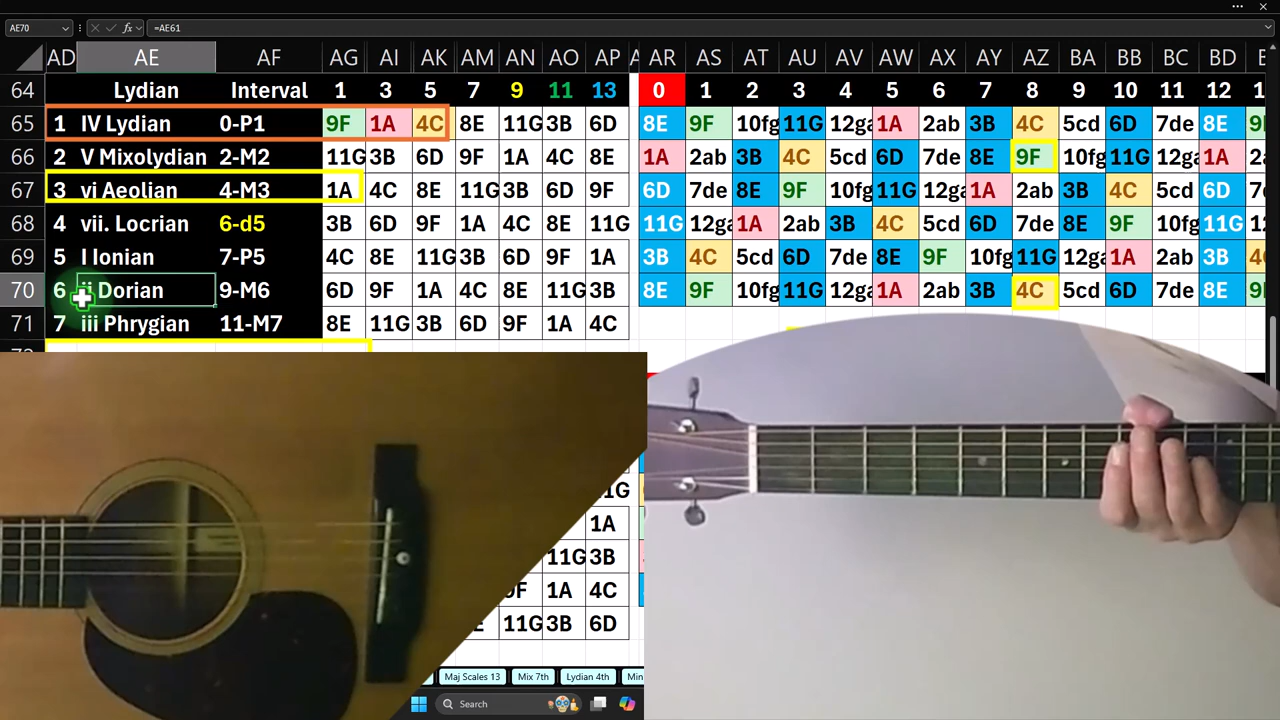 AE70 fx =AE61
AD AE AF AG AI AK AM AN AO AP AR AS AT AU AV AW AX AY AZ BA BB BC BD
64 Lydian Interval 1 3 5 7 9 11 13 0 1 2 3 4 5 6 7 8 9 10 11 12
65 1 IV Lydian 0-P1 9F 1A 4C 8E 11G 3B 6D 8E 9F 10fg 11G 12ga 1A 2ab 3B 4C 5cd 6D 7de 8E
66 2 V Mixolydian 2-M2 11G 3B 6D 9F 1A 4C 8E 1A 2ab 3B 4C 5cd 6D 7de 8E 9F 10fg 11G 12ga 1A
67 3 vi Aeolian 4-M3 1A 4C 8E 11G 3B 6D 9F 6D 7de 8E 9F 10fg 11G 12ga 1A 2ab 3B 4C 5cd 6D
68 4 vii. Locrian 6-d5 3B 6D 9F 1A 4C 8E 11G 11G 12ga 1A 2ab 3B 4C 5cd 6D 7de 8E 9F 10fg 11G
69 5 I Ionian 7-P5 4C 8E 11G 3B 6D 9F 1A 3B 4C 5cd 6D 7de 8E 9F 10fg 11G 12ga 1A 2ab 3B
70 6 ii Dorian 9-M6 6D 9F 1A 4C 8E 11G 3B 8E 9F 10fg 11G 12ga 1A 2ab 3B 4C 5cd 6D 7de 8E
71 7 iii Phrygian 11-M7 8E 11G 3B 6D 9F 1A 4C
1A
11G 3B
9F 1A 4C
11G 3B 6D
Maj Scales 13 Mix 7th Lydian 4th
Search